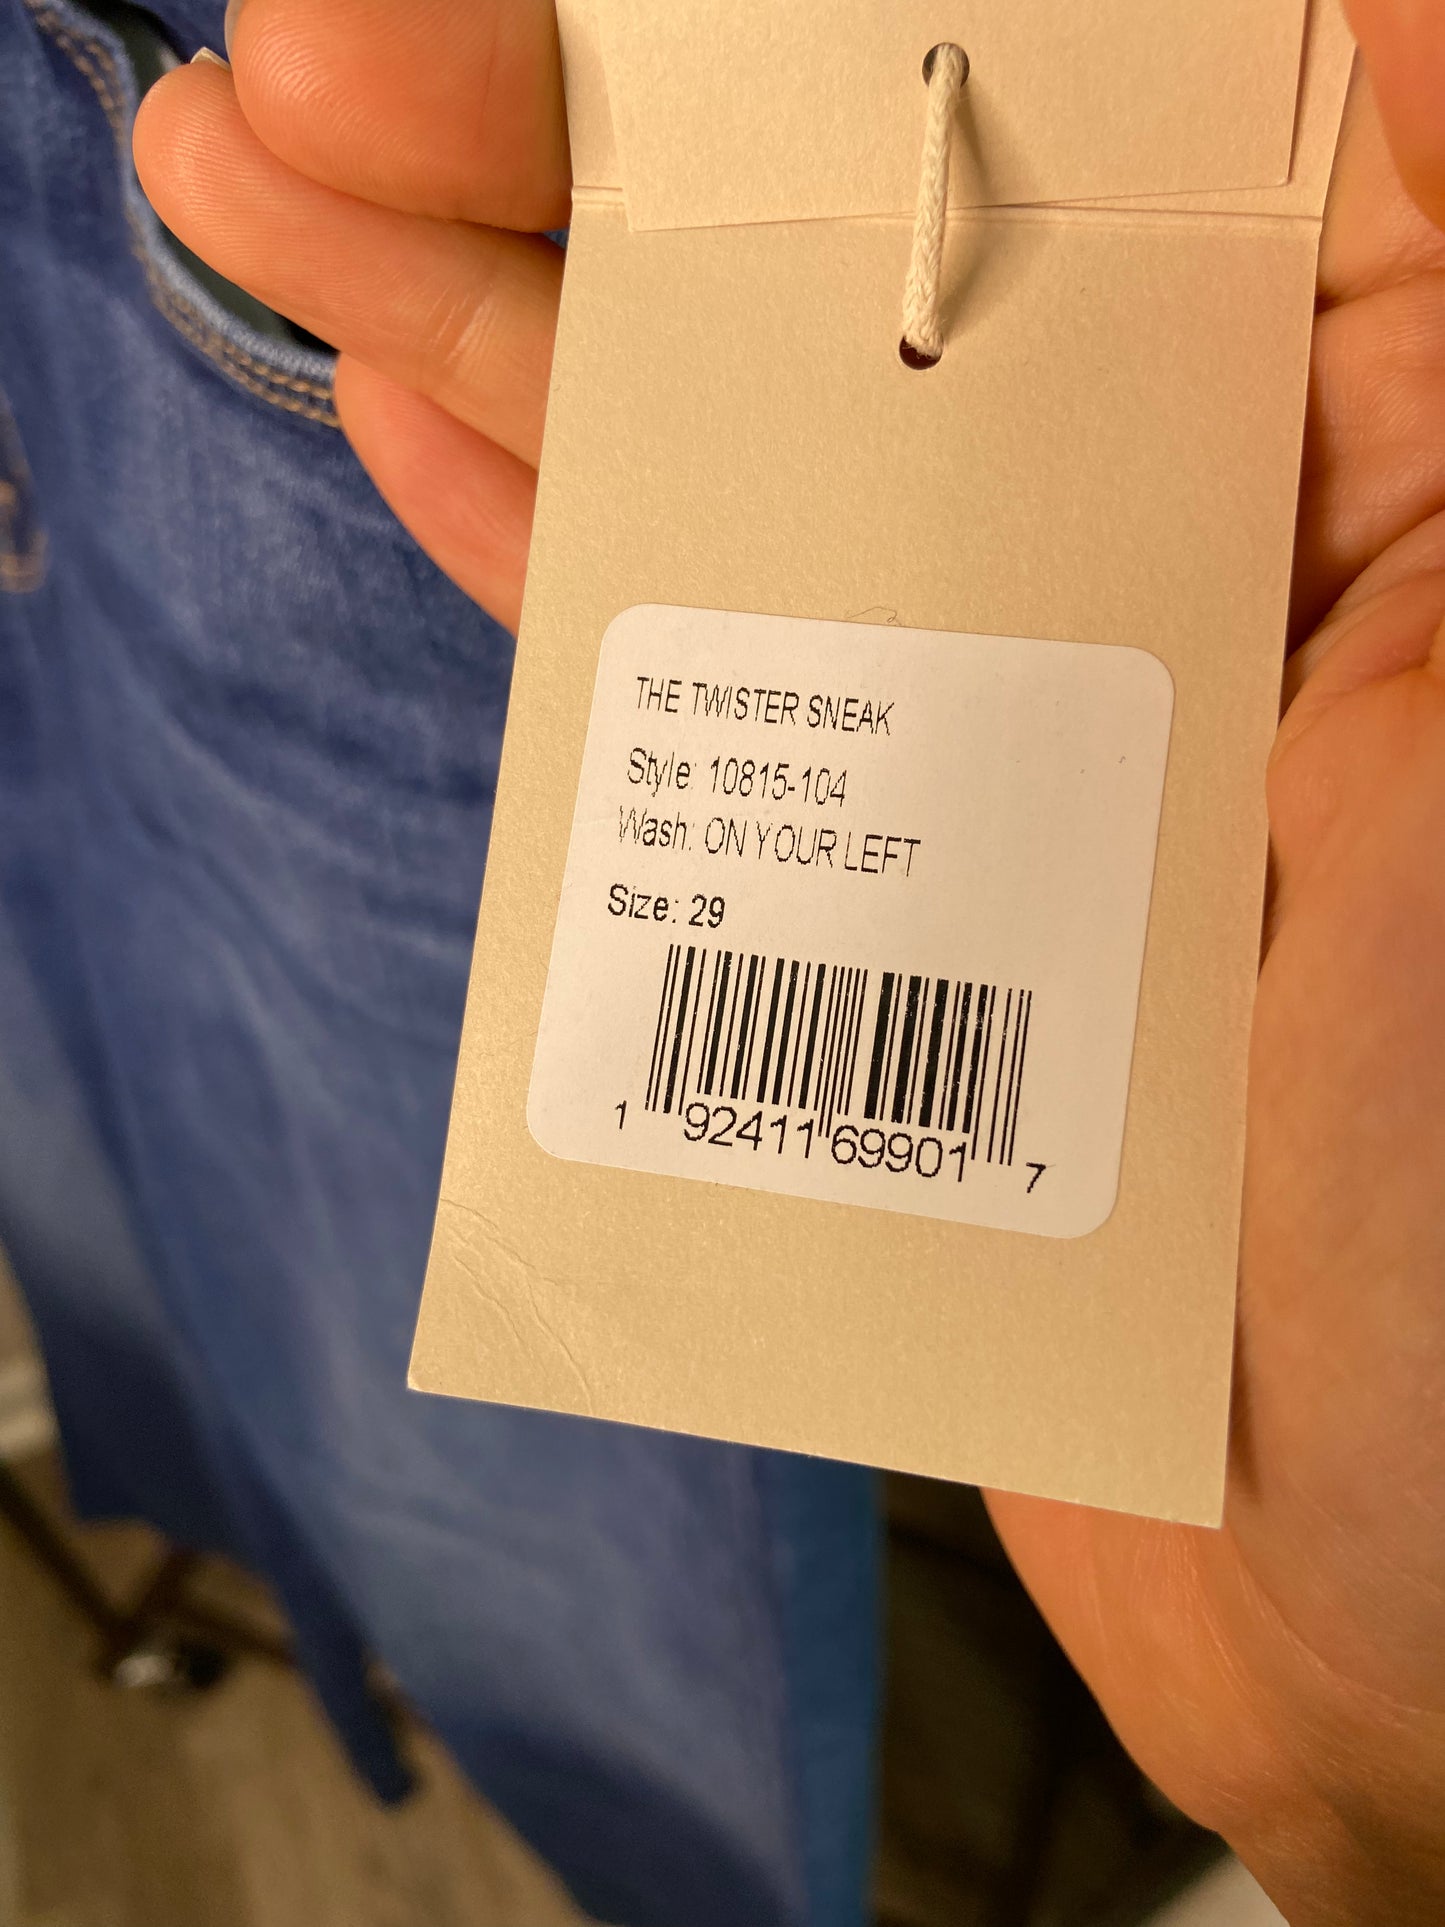 THE TWISTER SNEAK
Style: 10815-104
Wash: ON YOUR LEFT
Size: 29
1 92411 69901 7